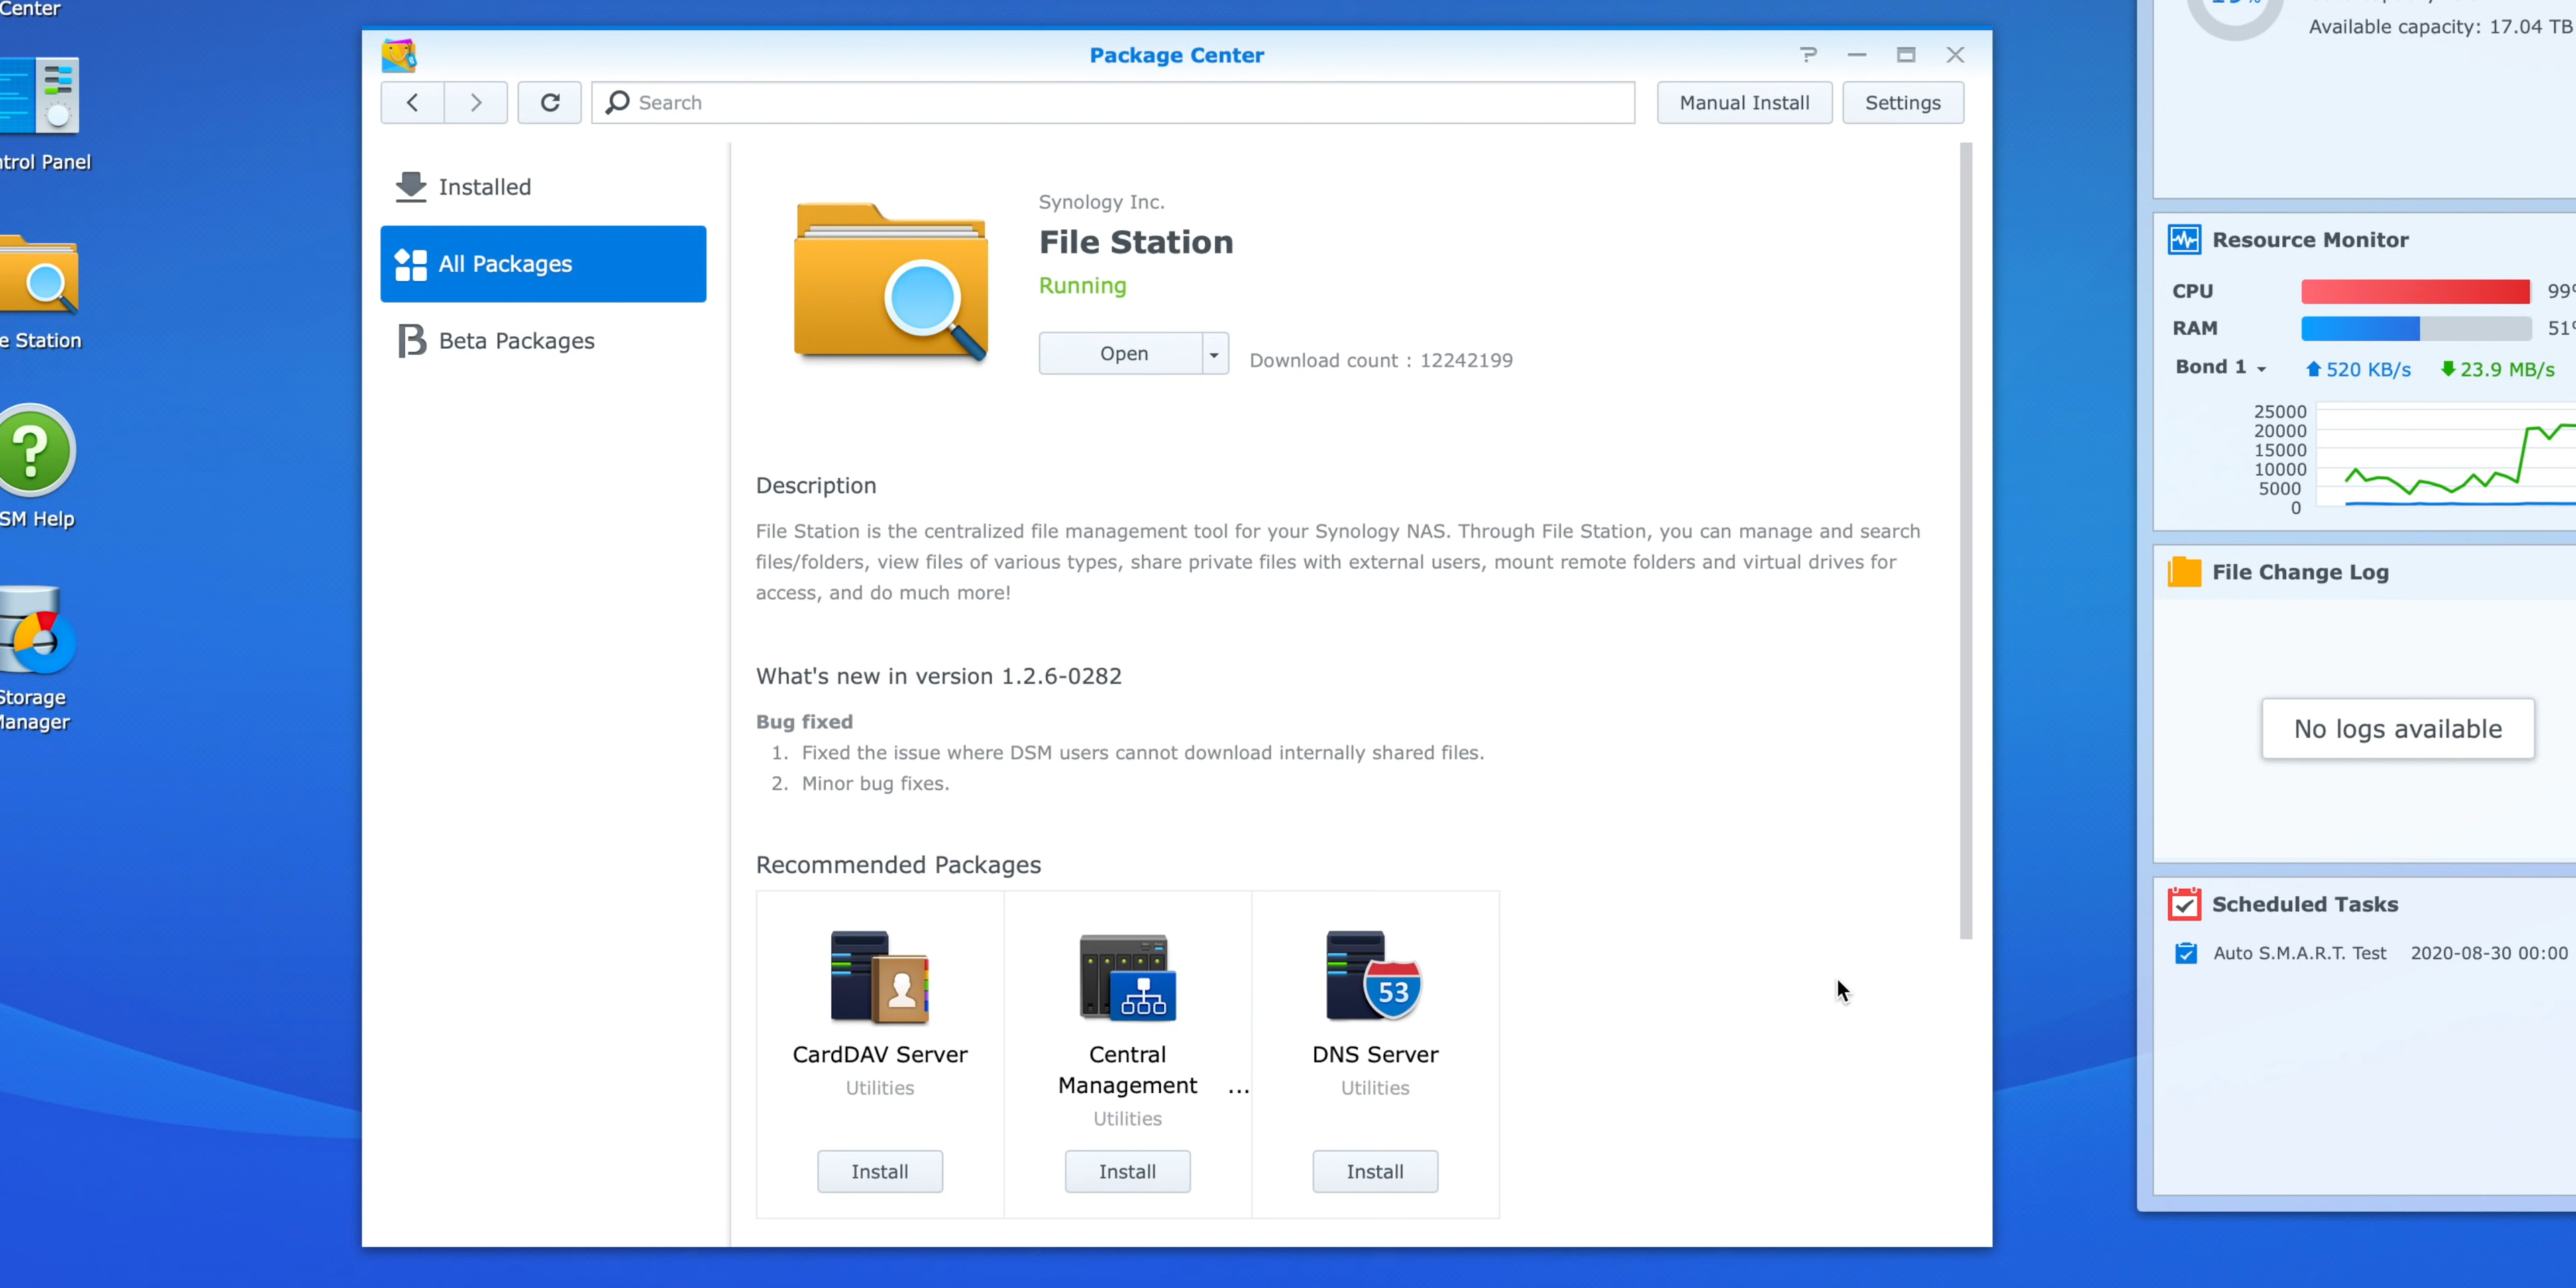 Center
trol Panel
e Station
SM Help
Storage
Manager
Package Center
Search
Manual Install
Settings
Installed
All Packages
Beta Packages
Synology Inc.
File Station
Running
Open
Download count : 12242199
Description
File Station is the centralized file management tool for your Synology NAS. Through File Station, you can manage and search
files/folders, view files of various types, share private files with external users, mount remote folders and virtual drives for
access, and do much more!
What's new in version 1.2.6-0282
Bug fixed
1. Fixed the issue where DSM users cannot download internally shared files.
2. Minor bug fixes.
Recommended Packages
CardDAV Server
Utilities
Install
Central
Management ...
Utilities
Install
53
DNS Server
Utilities
Install
Available capacity: 17.04 TB
Resource Monitor
CPU 99%
RAM 51%
Bond 1 520 KB/s 23.9 MB/s
25000
20000
15000
10000
5000
0
File Change Log
No logs available
Scheduled Tasks
Auto S.M.A.R.T. Test 2020-08-30 00:00